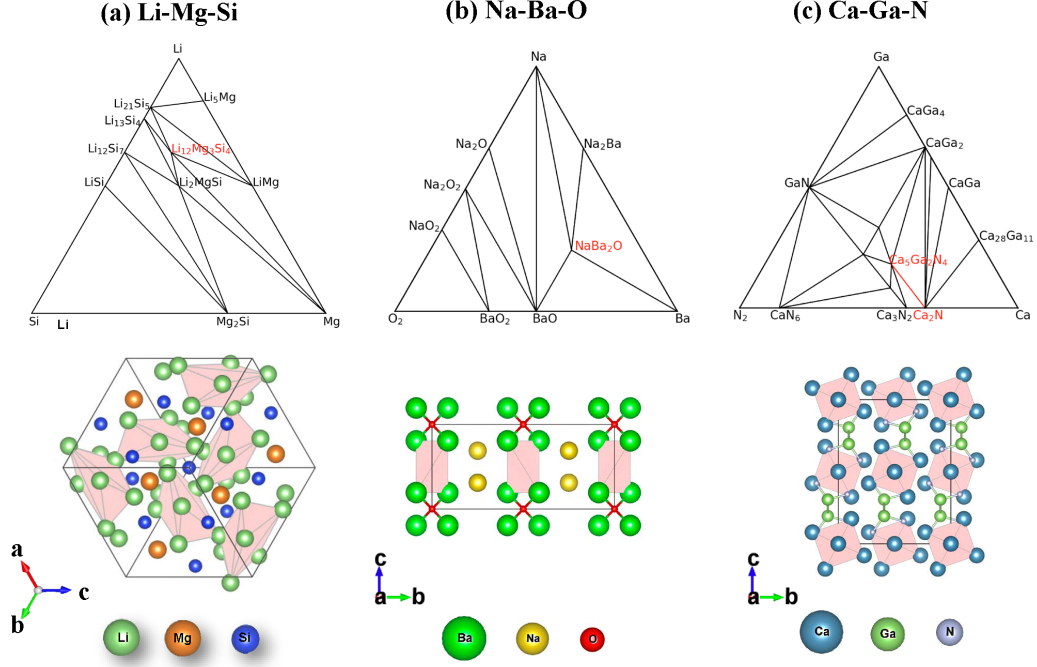 (a) Li-Mg-Si
Li
Li₂₁Si₅
Li₅Mg
Li₁₃Si₄
Li₁₂Si₇
Li₁₂Mg₃Si₄
LiSi
Li₂MgSi
LiMg
Si
Li
Mg₂Si
Mg
(b) Na-Ba-O
Na
Na₂O
Na₂Ba
Na₂O₂
NaO₂
NaBa₂O
O₂
BaO₂
BaO
Ba
(c) Ca-Ga-N
Ga
CaGa₄
CaGa₂
GaN
CaGa
Ca₂₈Ga₁₁
Ca₅Ga₂N₄
N₂
CaN₆
Ca₃N₂
Ca₂N
Ca
a
b
c
Li
Mg
Si
c
a
b
Ba
Na
O
c
a
b
Ca
Ga
N